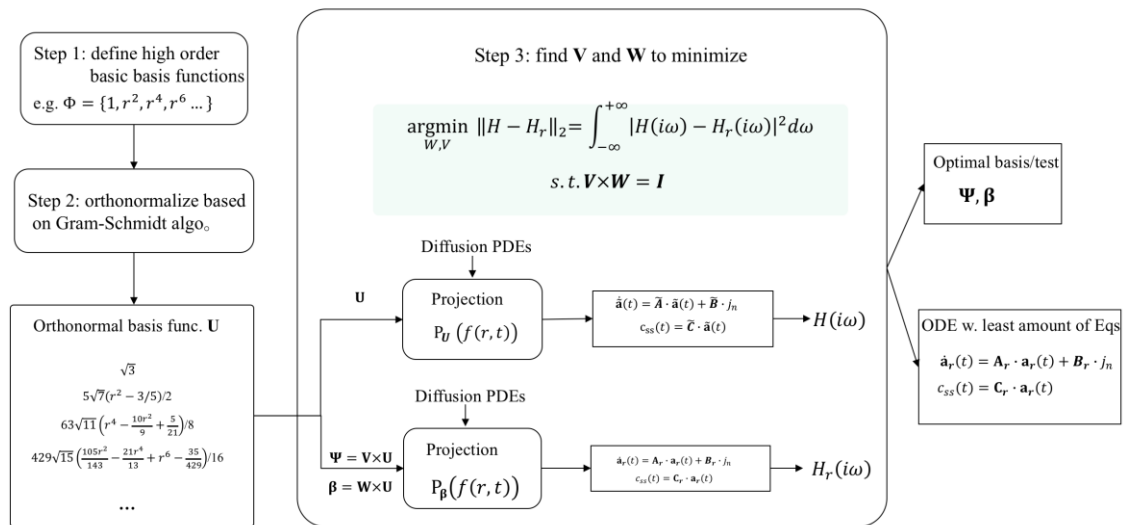 Step 1: define high order
basic basis functions
e.g. Φ = {1, r², r⁴, r⁶ … }
Step 2: orthonormalize based
on Gram-Schmidt algo。
Orthonormal basis func. U
√3
5√7(r² − 3/5)/2
63√11(r⁴ − 10r²/9 + 5/21)/8
429√15(105r²/143 − 21r⁴/13 + r⁶ − 35/429)/16
…
Step 3: find V and W to minimize
argmin ‖H − H_r‖₂= ∫_{−∞}^{+∞} |H(iω) − H_r(iω)|²dω
W,V
s. t. V×W = I
Diffusion PDEs
U
Projection
P_U (f(r, t))
ȧ̃(t) = Ã · ã(t) + B̃ · j_n
c_ss(t) = C̃ · ã(t)
H(iω)
Diffusion PDEs
Ψ = V×U
β = W×U
Projection
P_β(f(r, t))
ȧ_r(t) = A_r · a_r(t) + B_r · j_n
c_ss(t) = C_r · a_r(t)
H_r(iω)
Optimal basis/test
Ψ, β
ODE w. least amount of Eqs
ȧ_r(t) = A_r · a_r(t) + B_r · j_n
c_ss(t) = C_r · a_r(t)